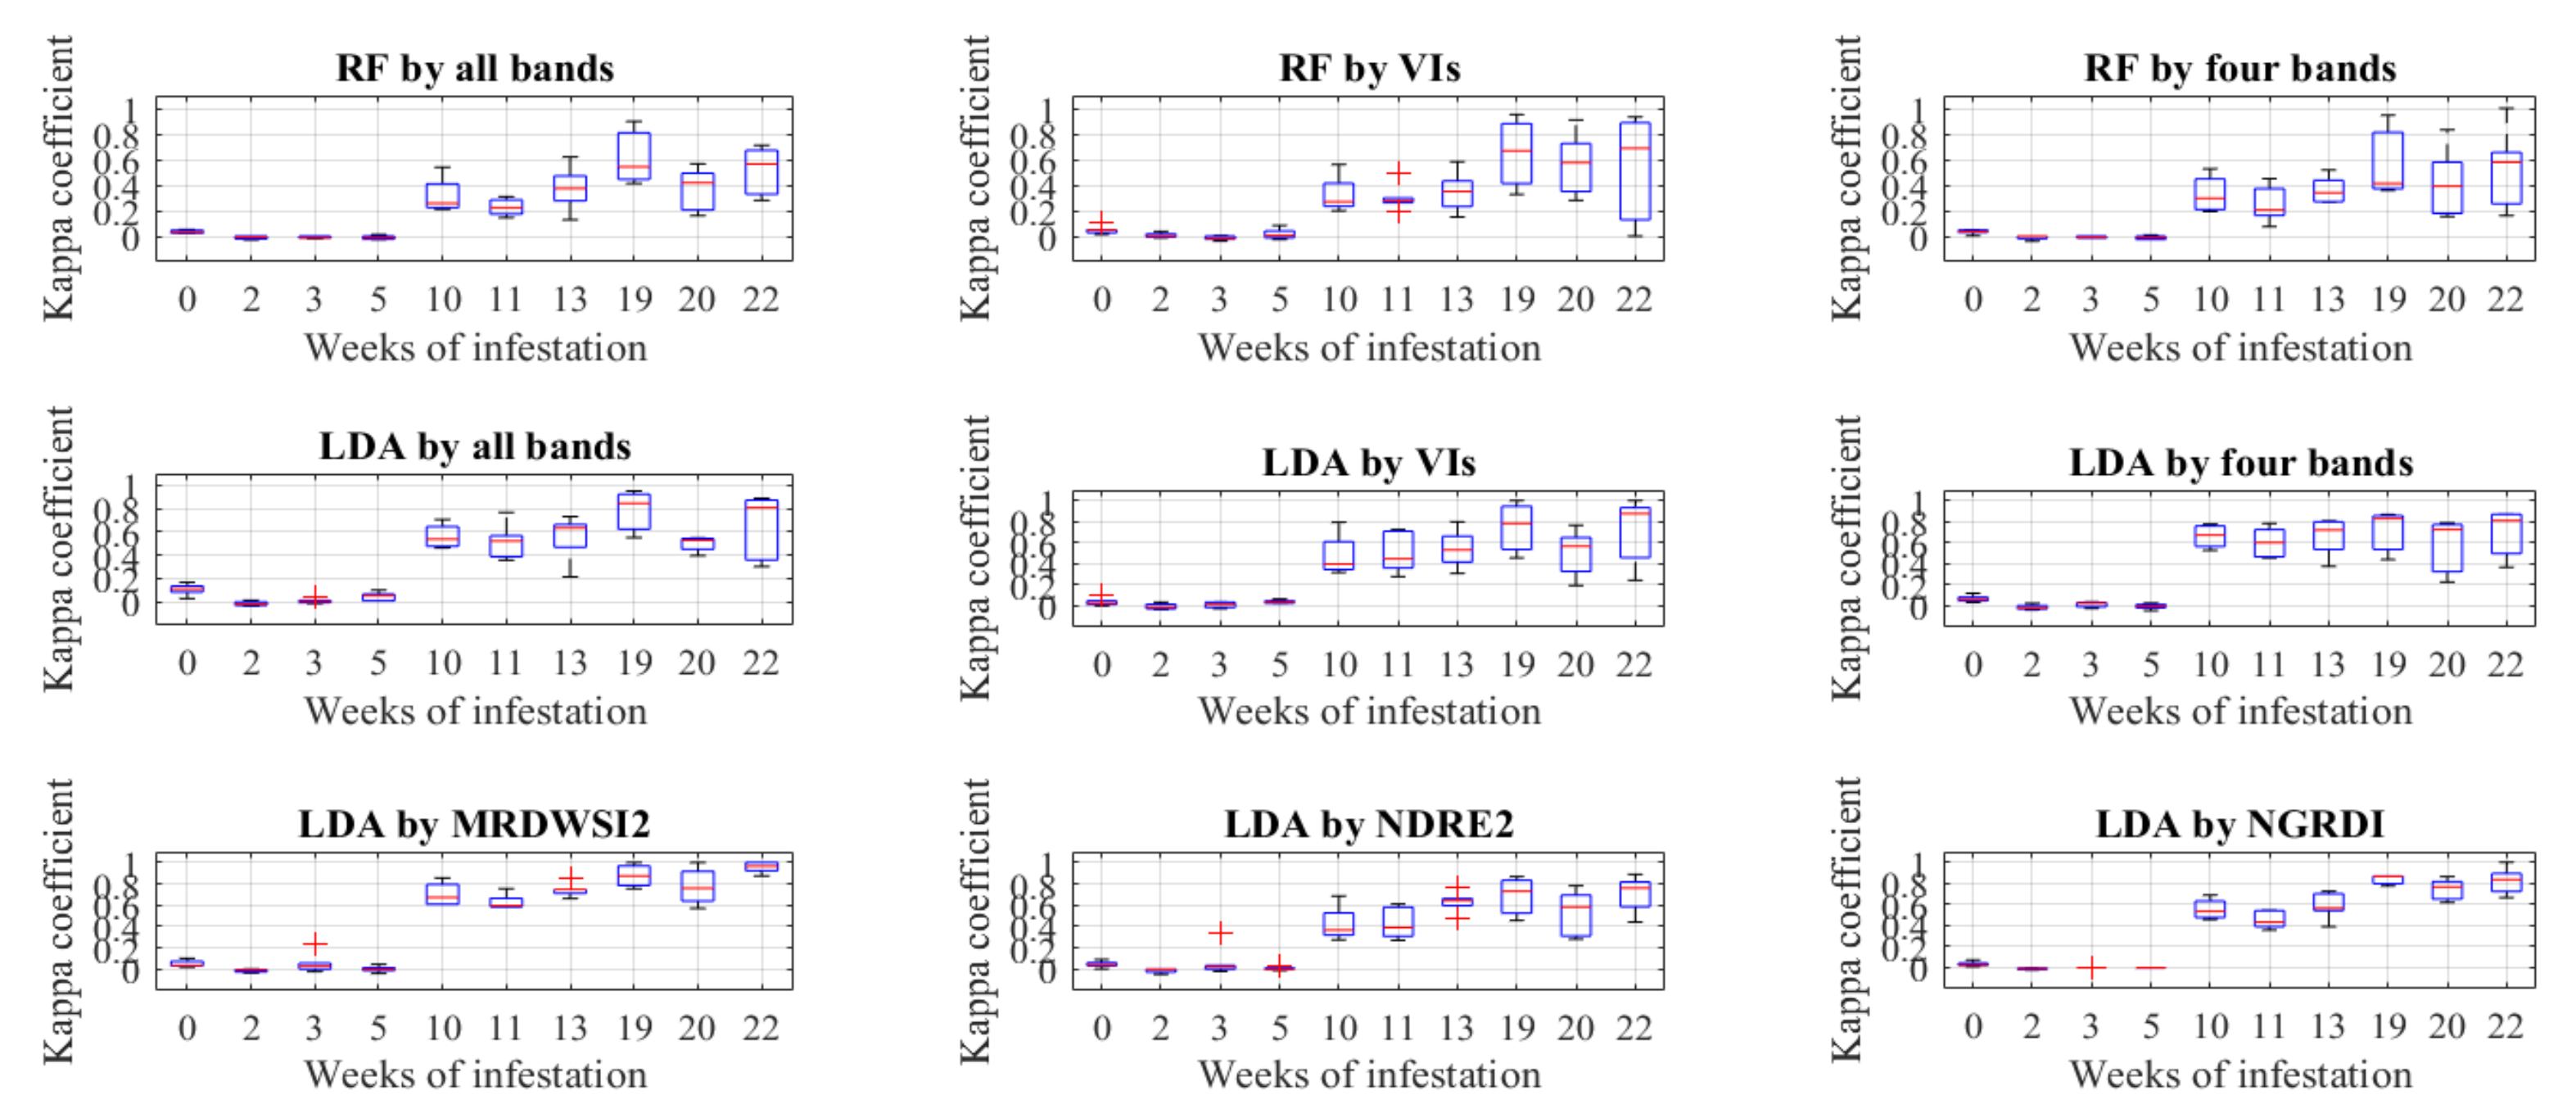 RF by all bands
Kappa coefficient
1
0.8
0.6
0.4
0.2
0
0 2 3 5 10 11 13 19 20 22
Weeks of infestation
RF by VIs
Kappa coefficient
1
0.8
0.6
0.4
0.2
0
0 2 3 5 10 11 13 19 20 22
Weeks of infestation
RF by four bands
Kappa coefficient
1
0.8
0.6
0.4
0.2
0
0 2 3 5 10 11 13 19 20 22
Weeks of infestation
LDA by all bands
Kappa coefficient
1
0.8
0.6
0.4
0.2
0
0 2 3 5 10 11 13 19 20 22
Weeks of infestation
LDA by VIs
Kappa coefficient
1
0.8
0.6
0.4
0.2
0
0 2 3 5 10 11 13 19 20 22
Weeks of infestation
LDA by four bands
Kappa coefficient
1
0.8
0.6
0.4
0.2
0
0 2 3 5 10 11 13 19 20 22
Weeks of infestation
LDA by MRDWSI2
Kappa coefficient
1
0.8
0.6
0.4
0.2
0
0 2 3 5 10 11 13 19 20 22
Weeks of infestation
LDA by NDRE2
Kappa coefficient
1
0.8
0.6
0.4
0.2
0
0 2 3 5 10 11 13 19 20 22
Weeks of infestation
LDA by NGRDI
Kappa coefficient
1
0.8
0.6
0.4
0.2
0
0 2 3 5 10 11 13 19 20 22
Weeks of infestation